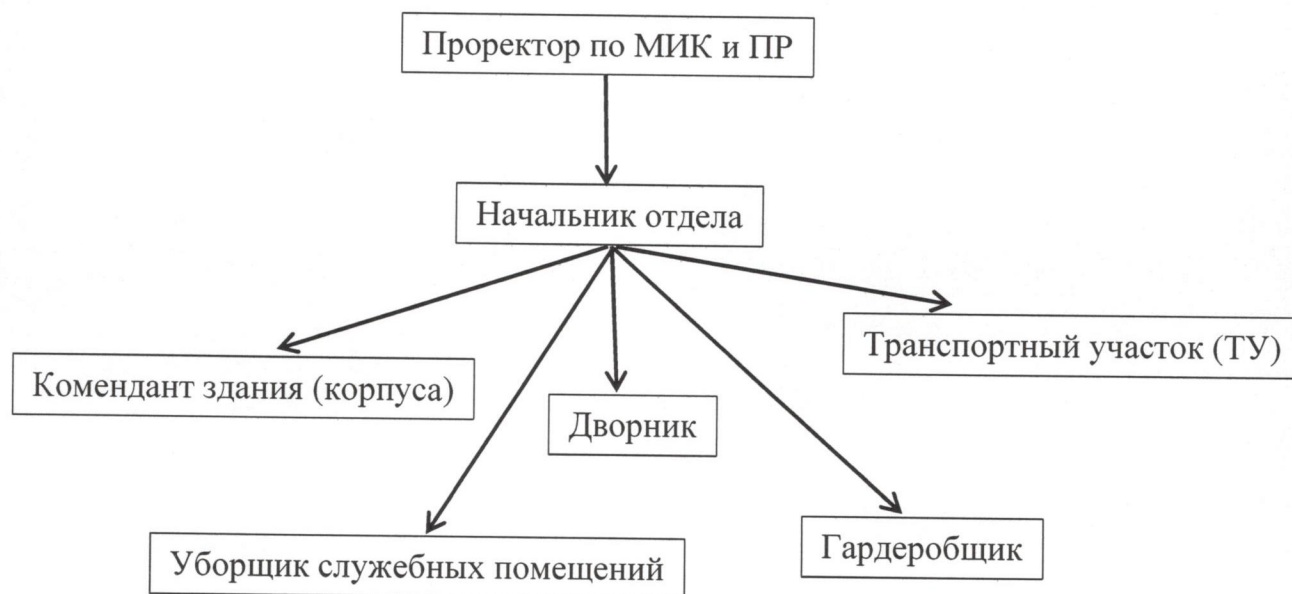 Проректор по МИК и ПР
Начальник отдела
Транспортный участок (ТУ)
Комендант здания (корпуса)
Дворник
Гардеробщик
Уборщик служебных помещений